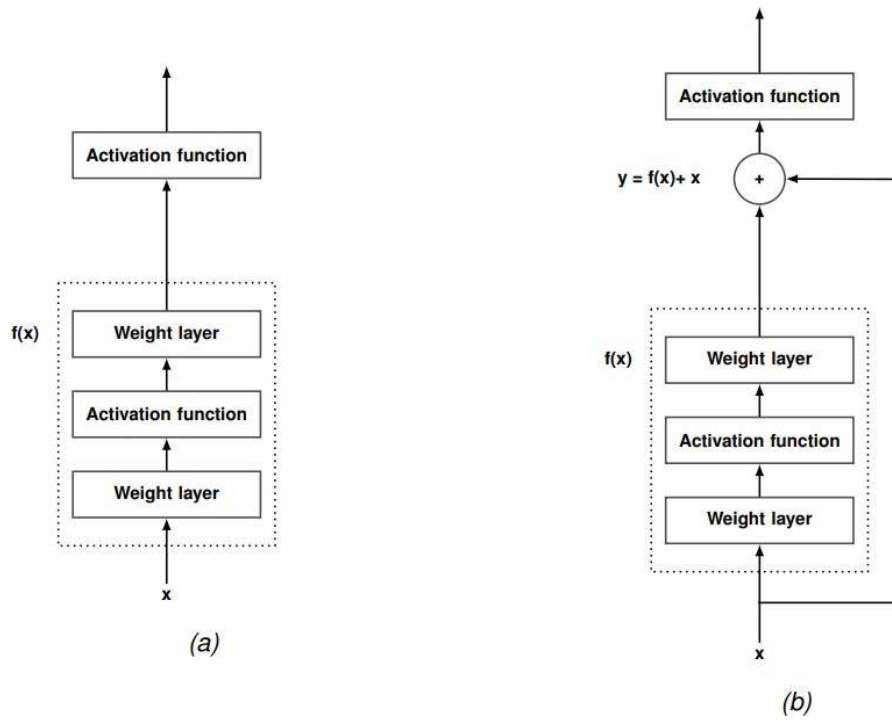 Activation function
f(x)
Weight layer
Activation function
Weight layer
x
(a)
Activation function
y = f(x)+ x
+
f(x)
Weight layer
Activation function
Weight layer
x
(b)